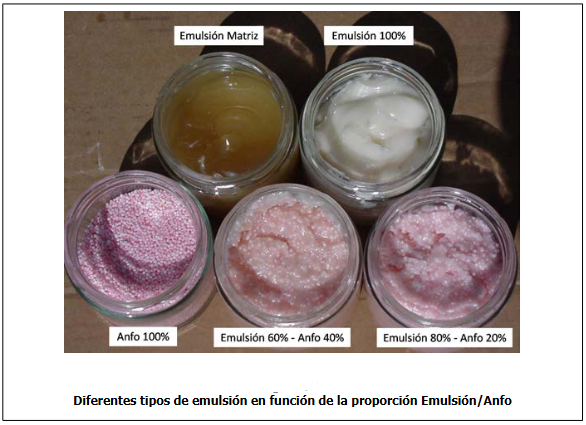 Emulsión Matriz
Emulsión 100%
Anfo 100%
Emulsión 60% - Anfo 40%
Emulsión 80% - Anfo 20%
Diferentes tipos de emulsión en función de la proporción Emulsión/Anfo